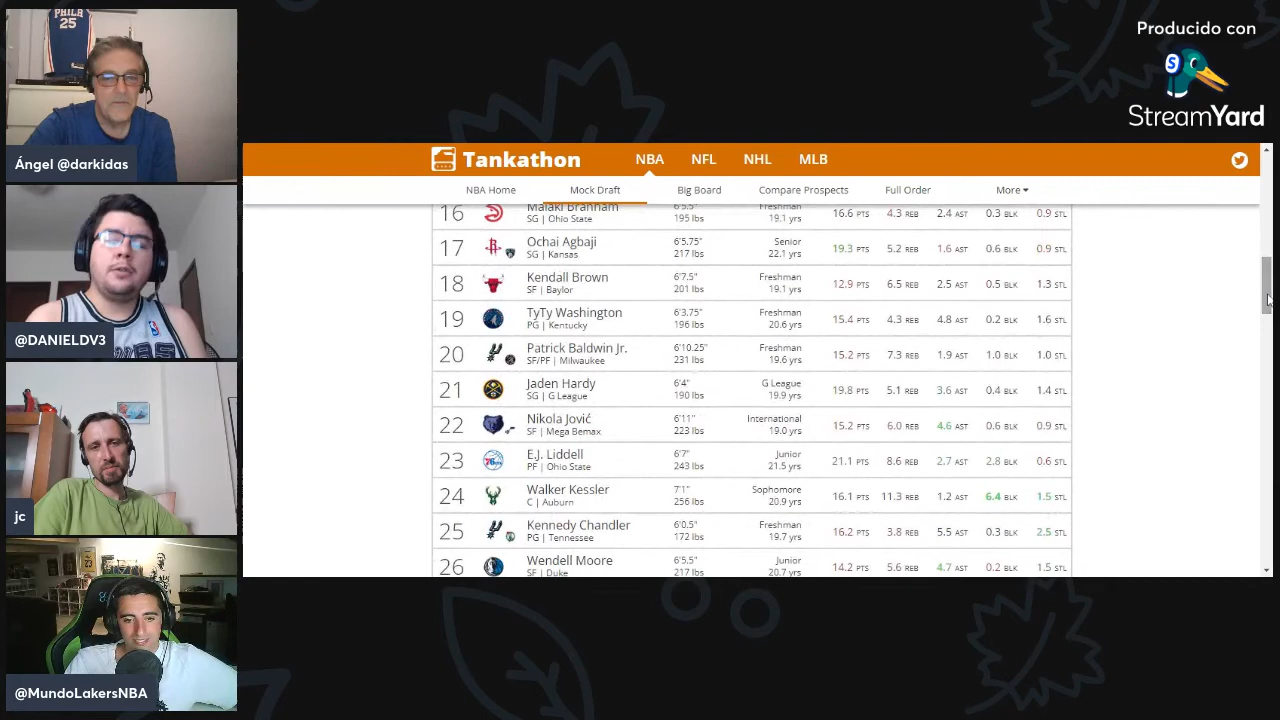 PHILA
25
Ángel @darkidas
@DANIELDV3
jc
@MundoLakersNBA
Producido con
S
StreamYard
Tankathon NBA NFL NHL MLB
NBA Home Mock Draft Big Board Compare Prospects Full Order More
16 Malaki Branham 6'5.5" Freshman 16.6 PTS 4.3 REB 2.4 AST 0.3 BLK 0.9 STL
SG | Ohio State 195 lbs 19.1 yrs
17 Ochai Agbaji 6'5.75" Senior 19.3 PTS 5.2 REB 1.6 AST 0.6 BLK 0.9 STL
SG | Kansas 217 lbs 22.1 yrs
18 Kendall Brown 6'7.5" Freshman 12.9 PTS 6.5 REB 2.5 AST 0.5 BLK 1.3 STL
SF | Baylor 201 lbs 19.1 yrs
19 TyTy Washington 6'3.75" Freshman 15.4 PTS 4.3 REB 4.8 AST 0.2 BLK 1.6 STL
PG | Kentucky 196 lbs 20.6 yrs
20 Patrick Baldwin Jr. 6'10.25" Freshman 15.2 PTS 7.3 REB 1.9 AST 1.0 BLK 1.0 STL
SF/PF | Milwaukee 231 lbs 19.6 yrs
21 Jaden Hardy 6'4" G League 19.8 PTS 5.1 REB 3.6 AST 0.4 BLK 1.4 STL
SG | G League 190 lbs 19.9 yrs
22 Nikola Jović 6'11" International 15.2 PTS 6.0 REB 4.6 AST 0.6 BLK 0.9 STL
SF | Mega Bemax 223 lbs 19.0 yrs
23 E.J. Liddell 6'7" Junior 21.1 PTS 8.6 REB 2.7 AST 2.8 BLK 0.6 STL
PF | Ohio State 243 lbs 21.5 yrs
24 Walker Kessler 7'1" Sophomore 16.1 PTS 11.3 REB 1.2 AST 6.4 BLK 1.5 STL
C | Auburn 256 lbs 20.9 yrs
25 Kennedy Chandler 6'0.5" Freshman 16.2 PTS 3.8 REB 5.5 AST 0.3 BLK 2.5 STL
PG | Tennessee 172 lbs 19.7 yrs
26 Wendell Moore 6'5.5" Junior 14.2 PTS 5.6 REB 4.7 AST 0.2 BLK 1.5 STL
SF | Duke 217 lbs 20.7 yrs